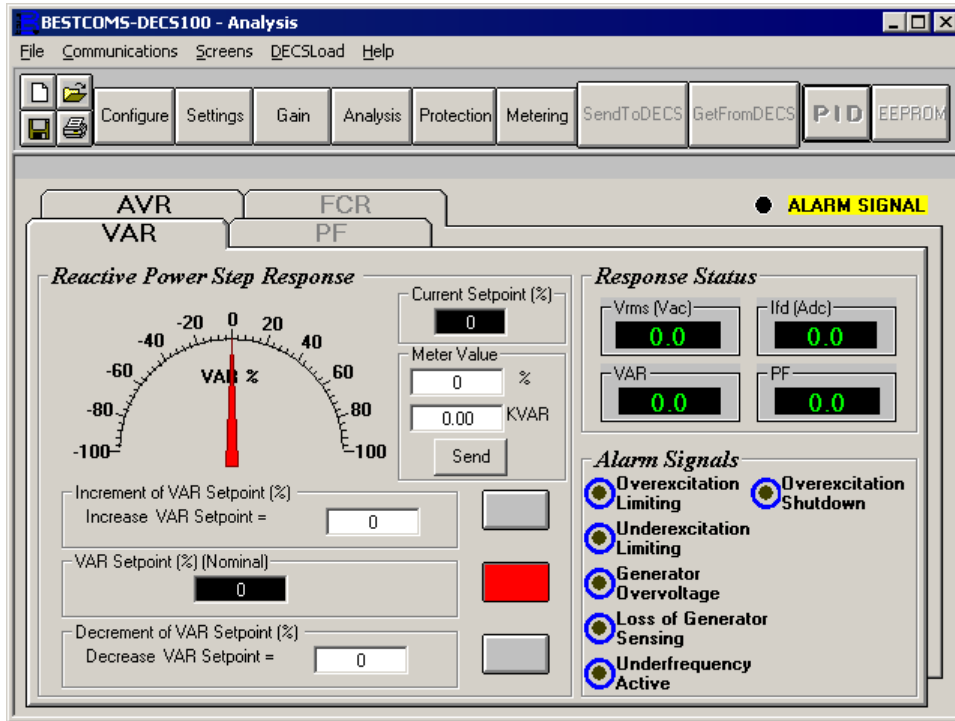 BESTCOMS-DECS100 - Analysis
File Communications Screens DECSLoad Help
Configure Settings Gain Analysis Protection Metering SendToDECS GetFromDECS PID EEPROM
AVR FCR
ALARM SIGNAL
VAR PF
Reactive Power Step Response
-100 -80 -60 -40 -20 0 20 40 60 80 100
VAR %
Current Setpoint (%)
0
Meter Value
0 %
0.00 KVAR
Send
Increment of VAR Setpoint (%)
Increase VAR Setpoint = 0
VAR Setpoint (%) (Nominal)
0
Decrement of VAR Setpoint (%)
Decrease VAR Setpoint = 0
Response Status
Vrms (Vac) Ifd (Adc)
0.0 0.0
VAR PF
0.0 0.0
Alarm Signals
Overexcitation
Limiting
Overexcitation
Shutdown
Underexcitation
Limiting
Generator
Overvoltage
Loss of Generator
Sensing
Underfrequency
Active